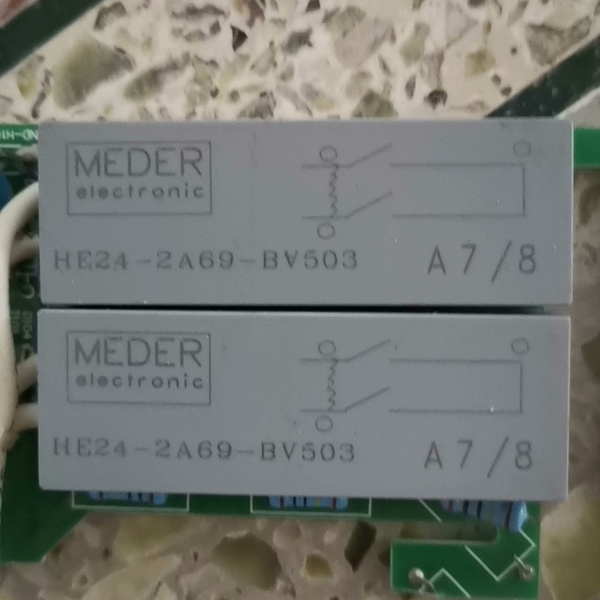 MEDER
electronic
HE24-2A69-BV503 A7/8
MEDER
electronic
HE24-2A69-BV503 A7/8